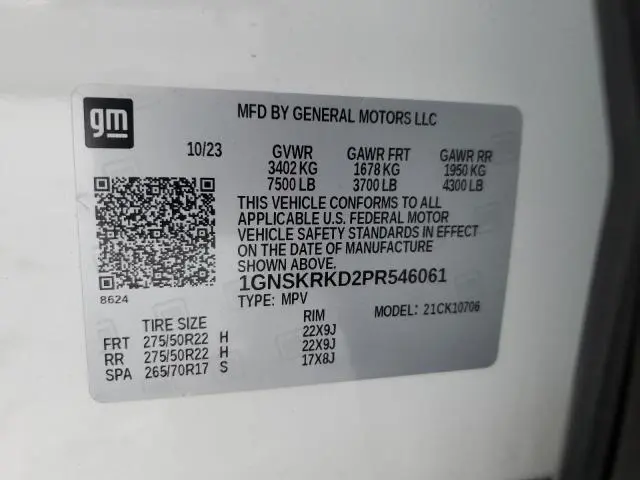 gm
MFD BY GENERAL MOTORS LLC
10/23 GVWR GAWR FRT GAWR RR
3402 KG 1678 KG 1950 KG
7500 LB 3700 LB 4300 LB
THIS VEHICLE CONFORMS TO ALL
APPLICABLE U.S. FEDERAL MOTOR
VEHICLE SAFETY STANDARDS IN EFFECT
ON THE DATE OF MANUFACTURE
SHOWN ABOVE.
1GNSKRKD2PR546061
TYPE: MPV MODEL: 21CK10706
8624
TIRE SIZE RIM
FRT 275/50R22 H 22X9J
RR 275/50R22 H 22X9J
SPA 265/70R17 S 17X8J